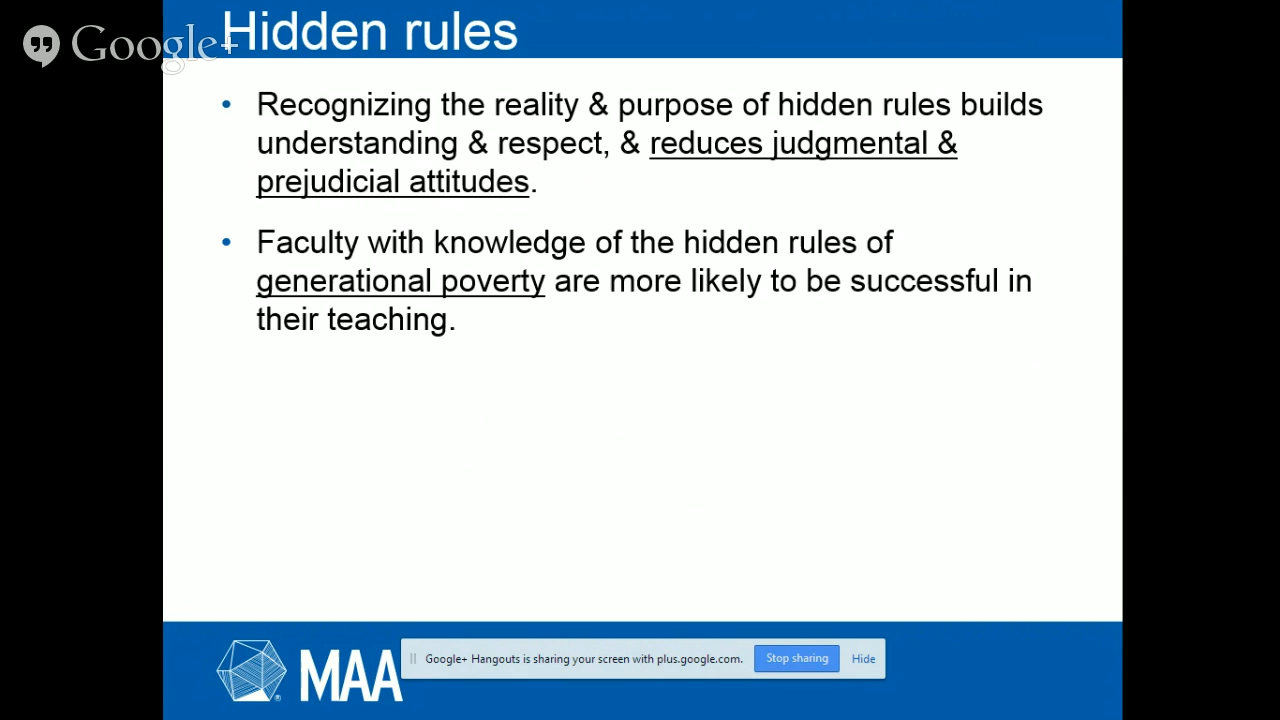 Hidden rules
Google+
• Recognizing the reality & purpose of hidden rules builds
understanding & respect, & reduces judgmental &
prejudicial attitudes.
• Faculty with knowledge of the hidden rules of
generational poverty are more likely to be successful in
their teaching.
® MAA
Google+ Hangouts is sharing your screen with plus.google.com. Stop sharing Hide